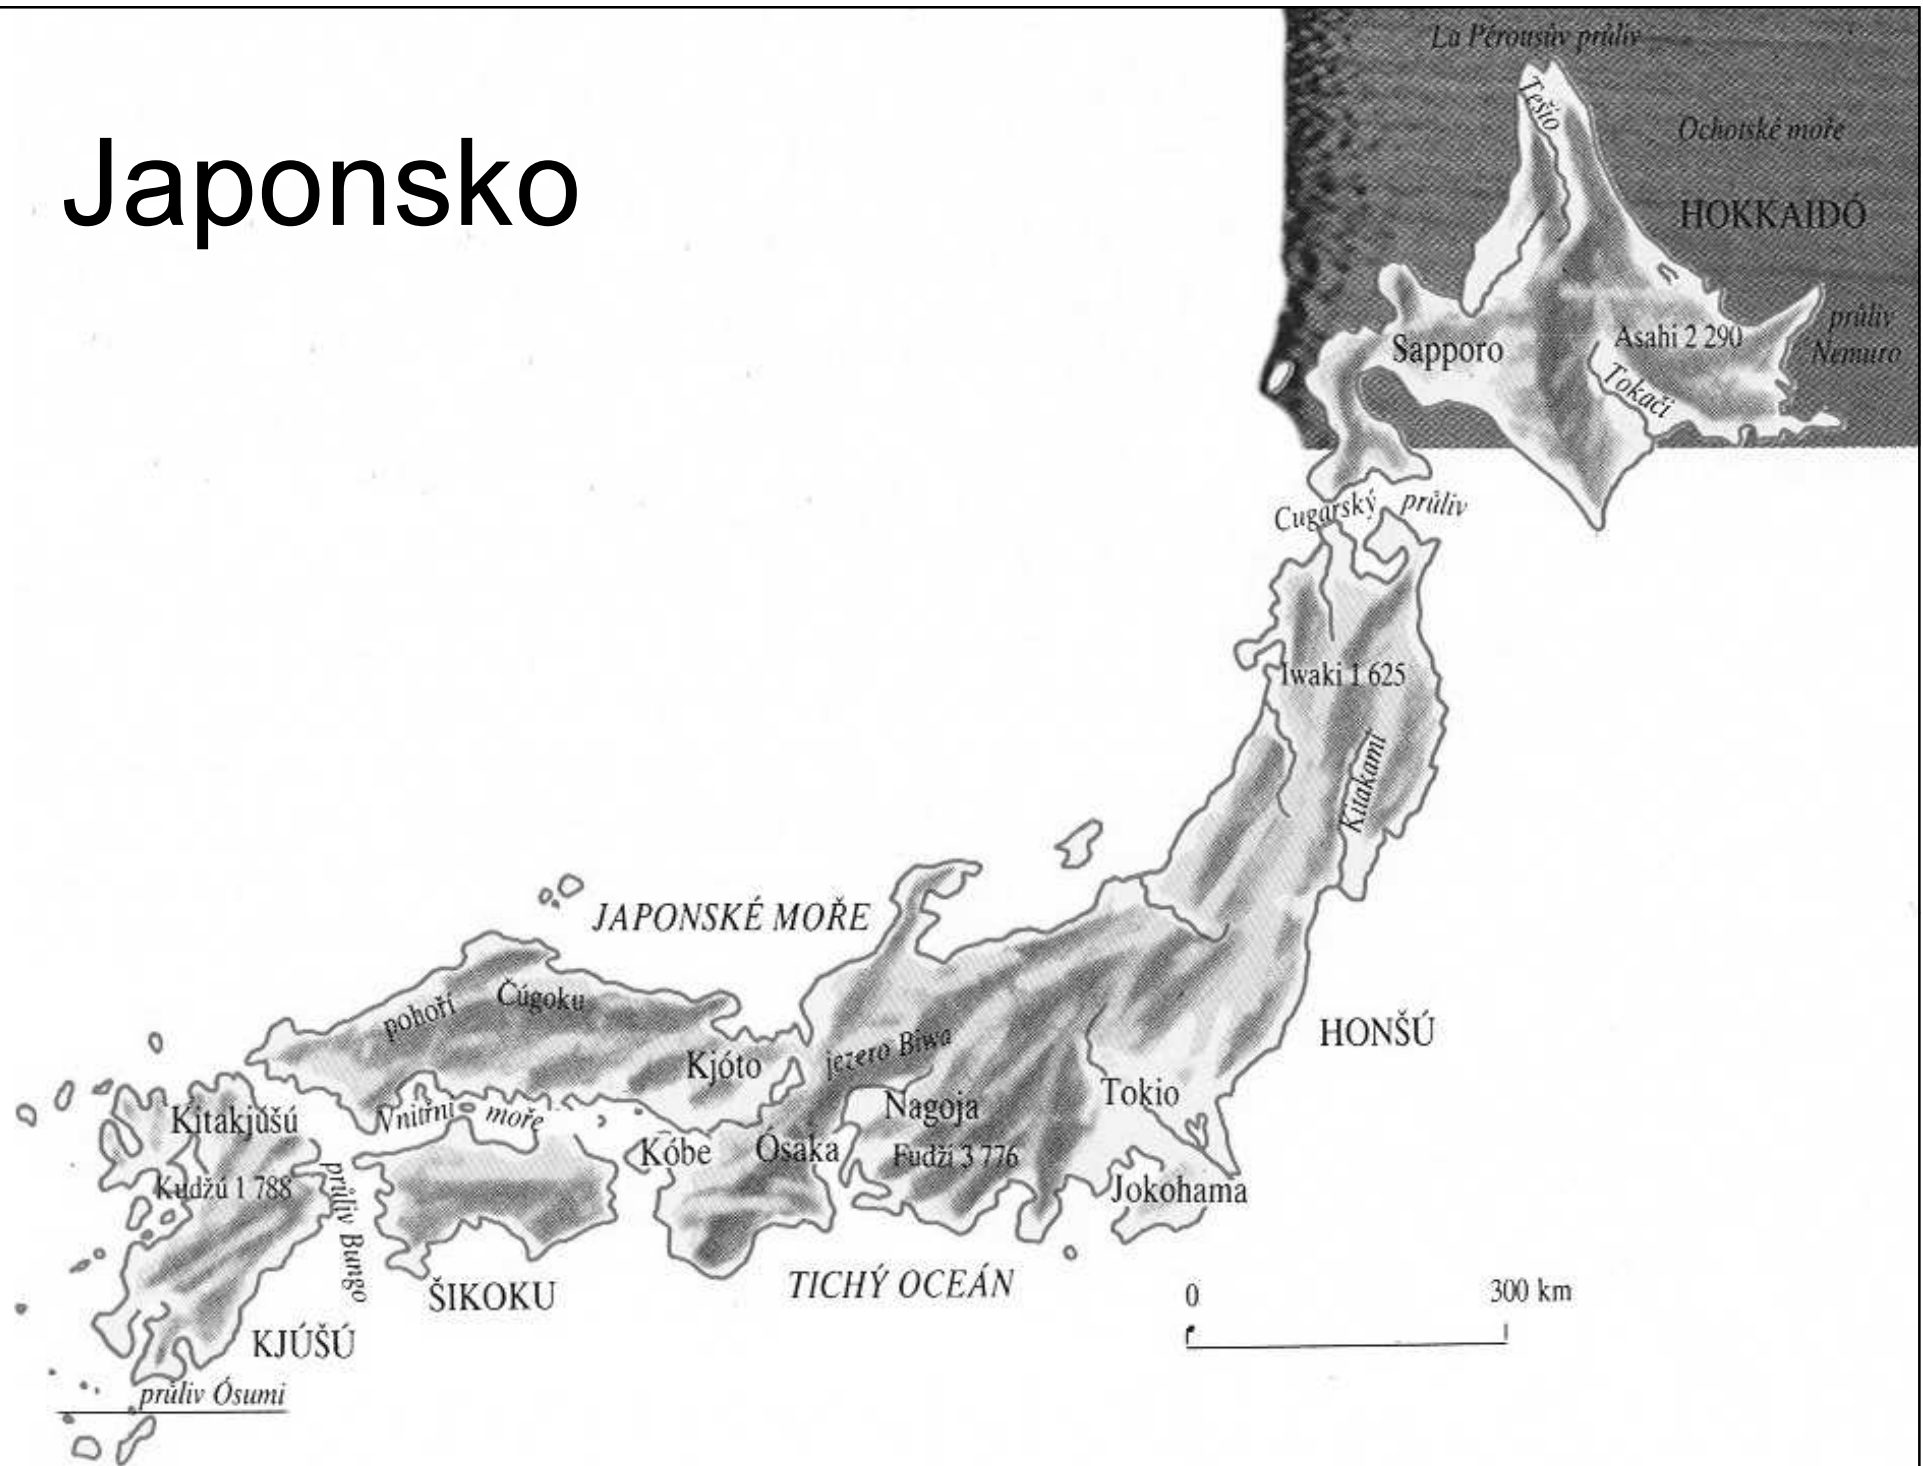 Japonsko
La Pérousův průliv
Tešio
Ochotské moře
HOKKAIDÓ
průliv
Nemuro
Asahi 2 290
Sapporo
Tokači
Cugarský průliv
Iwaki 1 625
Kitakami
JAPONSKÉ MOŘE
pohoří Čúgoku
HONŠÚ
Kjóto
jezero Biwa
Tokio
Nagoja
Kitakjúšú
Vnitřní moře
Kóbe
Ósaka
Fudži 3 776
Kudžú 1 788
průliv Bungo
Jokohama
ŠIKOKU
TICHÝ OCEÁN
0 300 km
KJÚŠÚ
průliv Ósumi